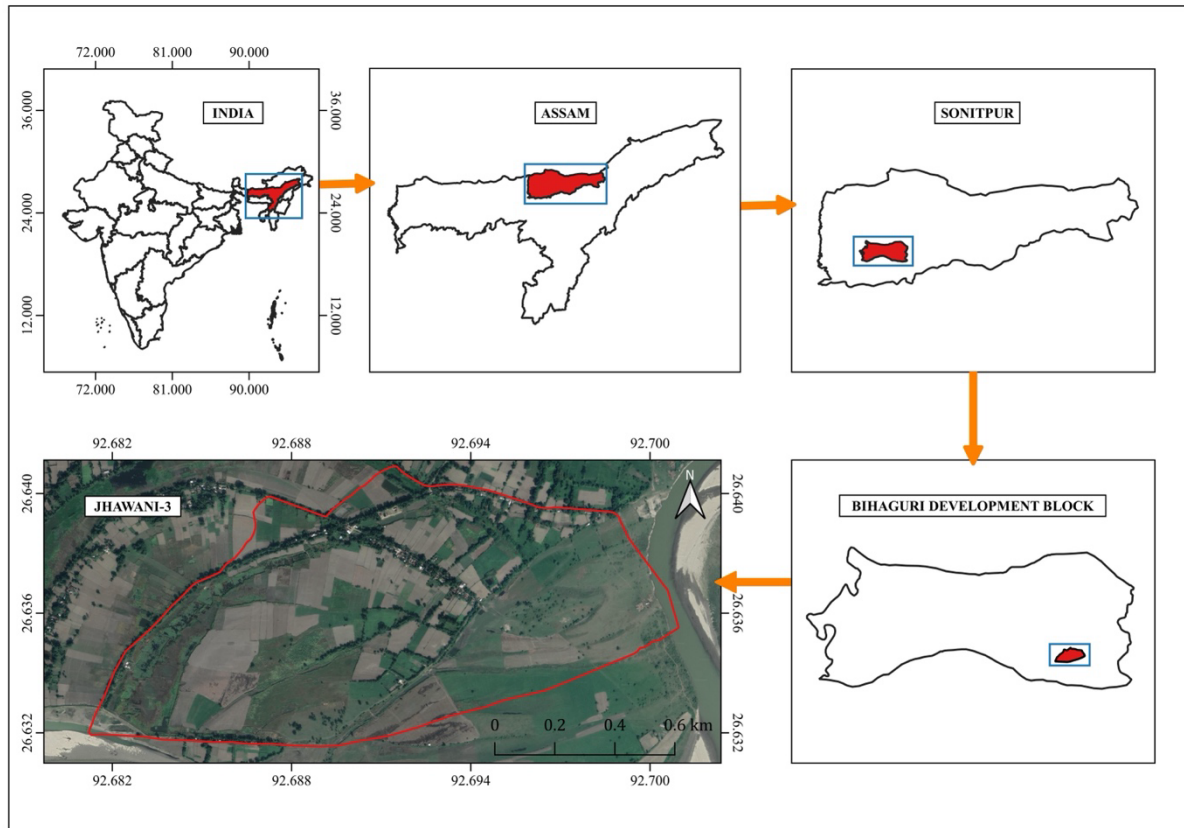 72.000 81.000 90.000
INDIA
36.000 36.000
24.000 24.000
12.000 12.000
72.000 81.000 90.000
ASSAM
SONITPUR
BIHAGURI DEVELOPMENT BLOCK
92.682 92.688 92.694 92.700
JHAWANI-3
N
26.640 26.640
26.636 26.636
26.632 26.632
0 0.2 0.4 0.6 km
92.682 92.688 92.694 92.700